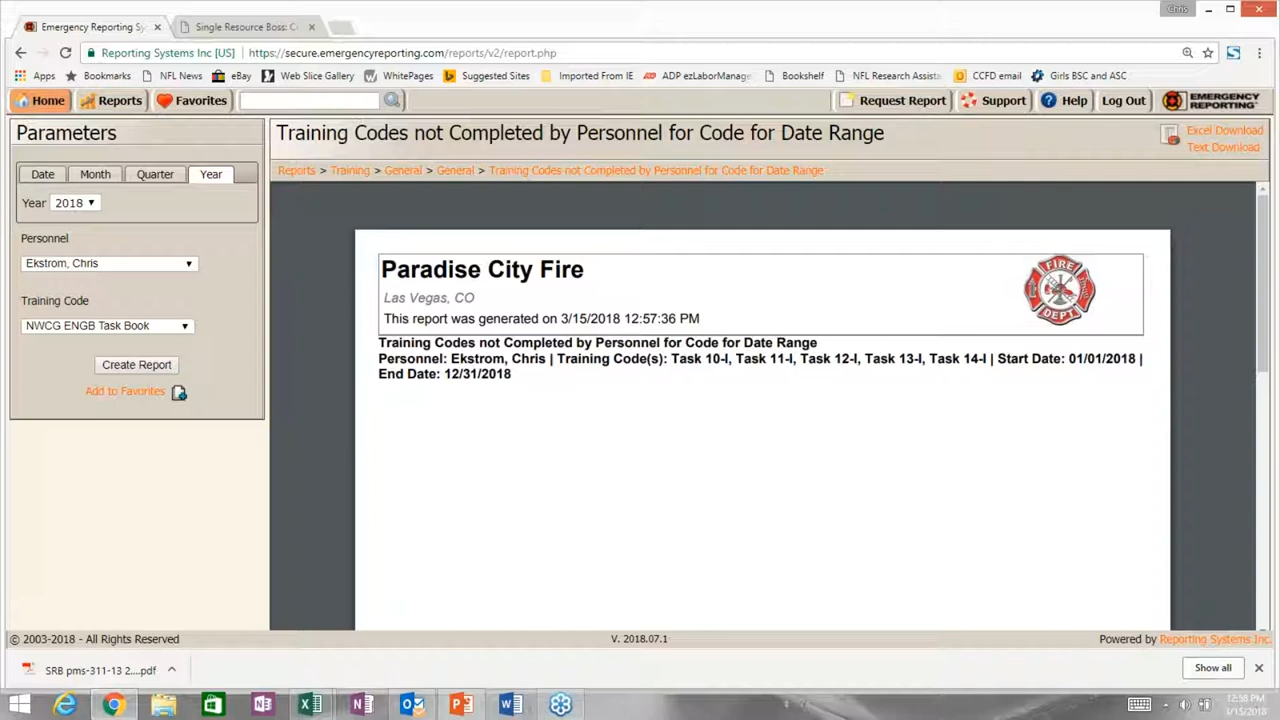 Chris
Emergency Reporting Sy
Single Resource Boss: C
Reporting Systems Inc [US]
https://secure.emergencyreporting.com/reports/v2/report.php
Apps
Bookmarks
NFL News
eBay
Web Slice Gallery
WhitePages
Suggested Sites
Imported From IE
ADP ezLaborManage
Bookshelf
NFL Research Assista
CCFD email
Girls BSC and ASC
Home
Reports
Favorites
Request Report
Support
Help
Log Out
EMERGENCY
REPORTING
Parameters
Training Codes not Completed by Personnel for Code for Date Range
Excel Download
Text Download
Reports > Training > General > General > Training Codes not Completed by Personnel for Code for Date Range
Date
Month
Quarter
Year
Year 2018
Personnel
Ekstrom, Chris
Training Code
NWCG ENGB Task Book
Create Report
Add to Favorites
Paradise City Fire
Las Vegas, CO
This report was generated on 3/15/2018 12:57:36 PM
FIRE
DEPT
Training Codes not Completed by Personnel for Code for Date Range
Personnel: Ekstrom, Chris | Training Code(s): Task 10-I, Task 11-I, Task 12-I, Task 13-I, Task 14-I | Start Date: 01/01/2018 |
End Date: 12/31/2018
© 2003-2018 - All Rights Reserved
V. 2018.07.1
Powered by Reporting Systems Inc.
SRB pms-311-13 2....pdf
Show all
12:58 PM
3/15/2018